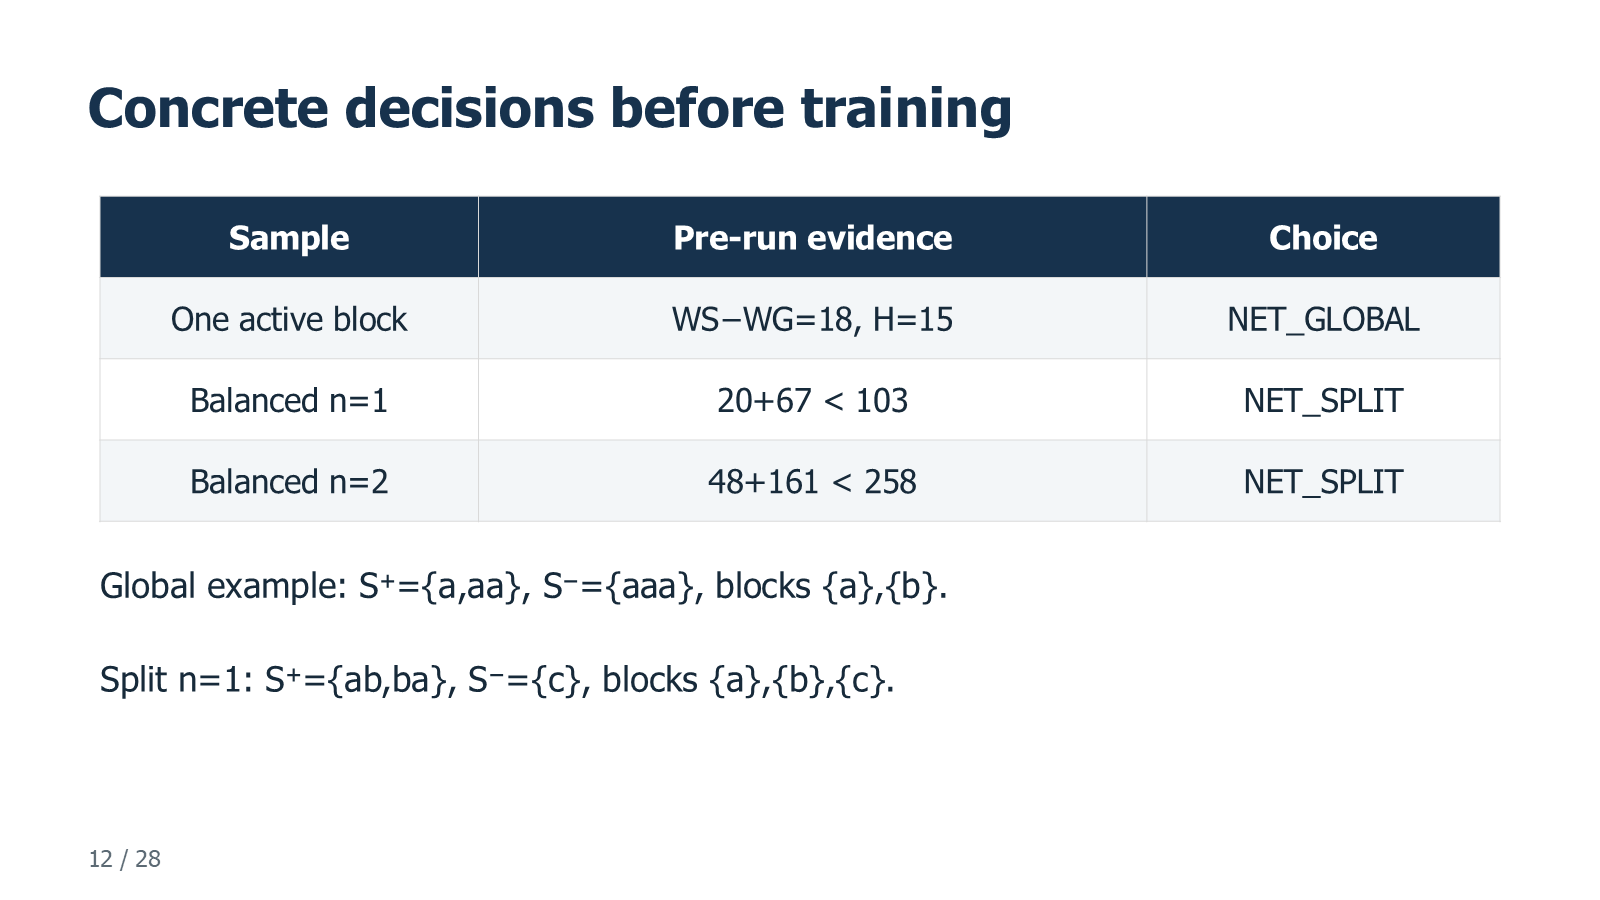 Concrete decisions before training
Sample Pre-run evidence Choice
One active block WS−WG=18, H=15 NET_GLOBAL
Balanced n=1 20+67 < 103 NET_SPLIT
Balanced n=2 48+161 < 258 NET_SPLIT
Global example: S⁺={a,aa}, S⁻={aaa}, blocks {a},{b}.
Split n=1: S⁺={ab,ba}, S⁻={c}, blocks {a},{b},{c}.
12 / 28